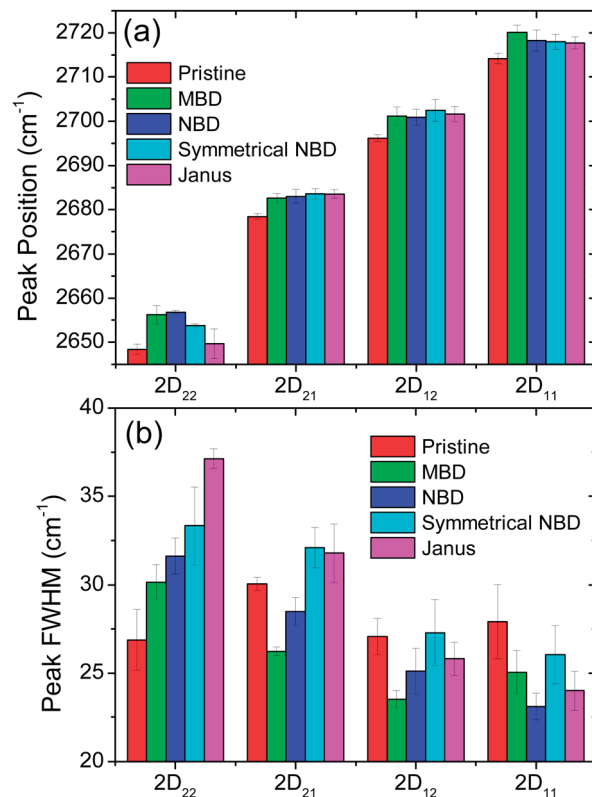 (a)
Pristine
MBD
NBD
Symmetrical NBD
Janus
Peak Position (cm⁻¹)
2720
2710
2700
2690
2680
2670
2660
2650
2D₂₂ 2D₂₁ 2D₁₂ 2D₁₁
(b)
Pristine
MBD
NBD
Symmetrical NBD
Janus
Peak FWHM (cm⁻¹)
40
35
30
25
20
2D₂₂ 2D₂₁ 2D₁₂ 2D₁₁